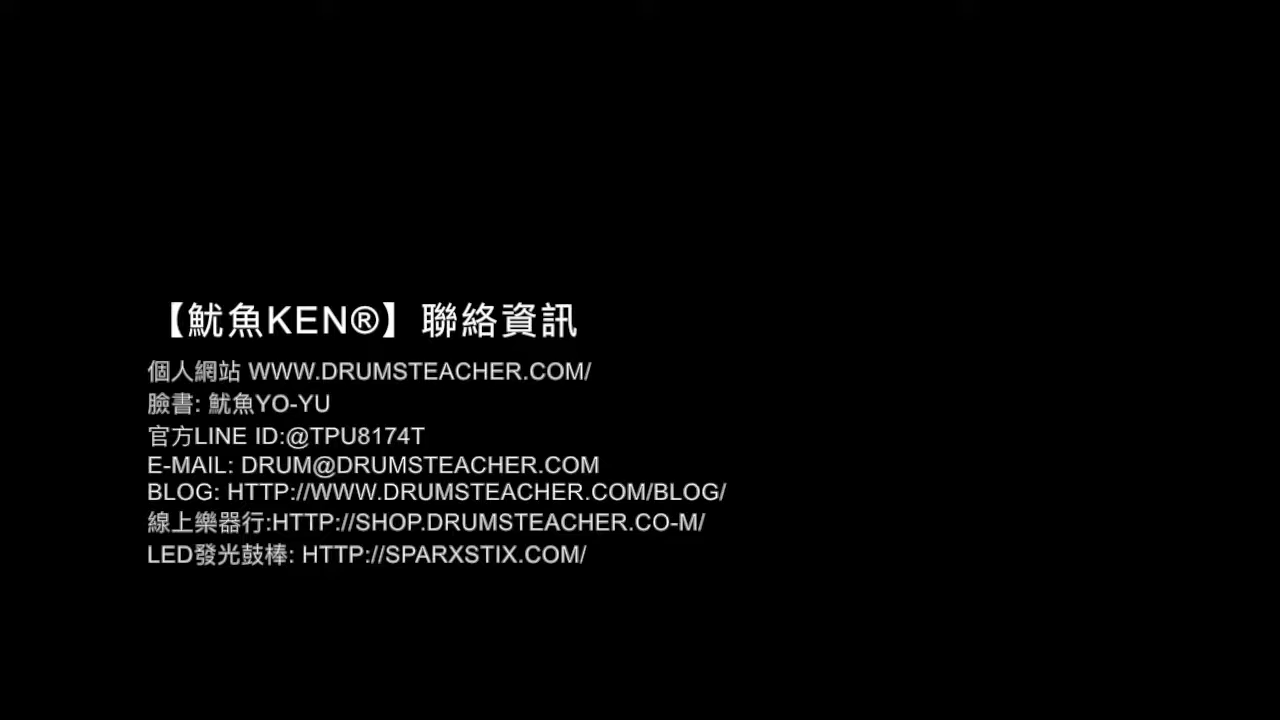 【魷魚KEN®】聯絡資訊
個人網站 WWW.DRUMSTEACHER.COM/
臉書: 魷魚YO-YU
官方LINE ID:@TPU8174T
E-MAIL: DRUM@DRUMSTEACHER.COM
BLOG: HTTP://WWW.DRUMSTEACHER.COM/BLOG/
線上樂器行:HTTP://SHOP.DRUMSTEACHER.CO-M/
LED發光鼓棒: HTTP://SPARXSTIX.COM/